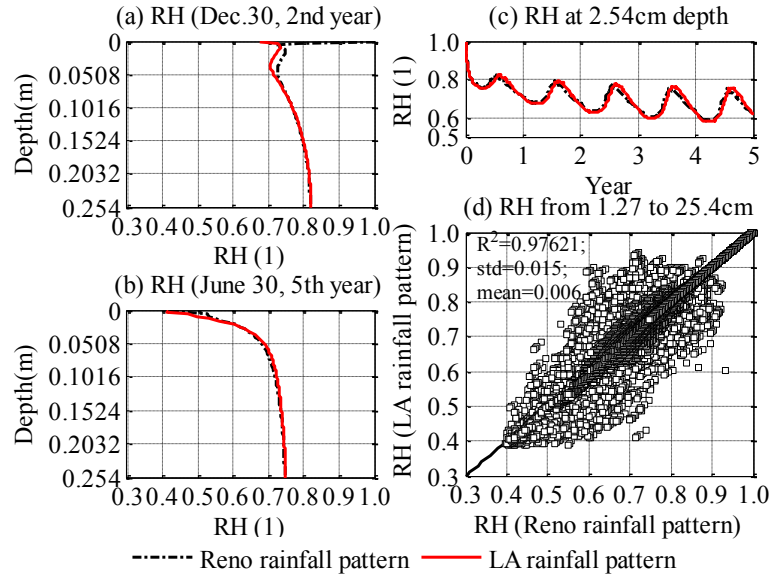 (a) RH (Dec.30, 2nd year)
0
0.0508
0.1016
0.1524
0.2032
0.254
Depth(m)
0.3 0.4 0.5 0.6 0.7 0.8 0.9 1.0
RH (1)
(c) RH at 2.54cm depth
1.0
0.8
0.6
0.5
RH (1)
0 1 2 3 4 5
Year
(b) RH (June 30, 5th year)
0
0.0508
0.1016
0.1524
0.2032
0.254
Depth(m)
0.3 0.4 0.5 0.6 0.7 0.8 0.9 1.0
RH (1)
(d) RH from 1.27 to 25.4cm
R²=0.97621;
std=0.015;
mean=0.006
1.0
0.9
0.8
0.7
0.6
0.5
0.4
0.3
RH (LA rainfall pattern)
0.3 0.4 0.5 0.6 0.7 0.8 0.9 1.0
RH (Reno rainfall pattern)
Reno rainfall pattern
LA rainfall pattern